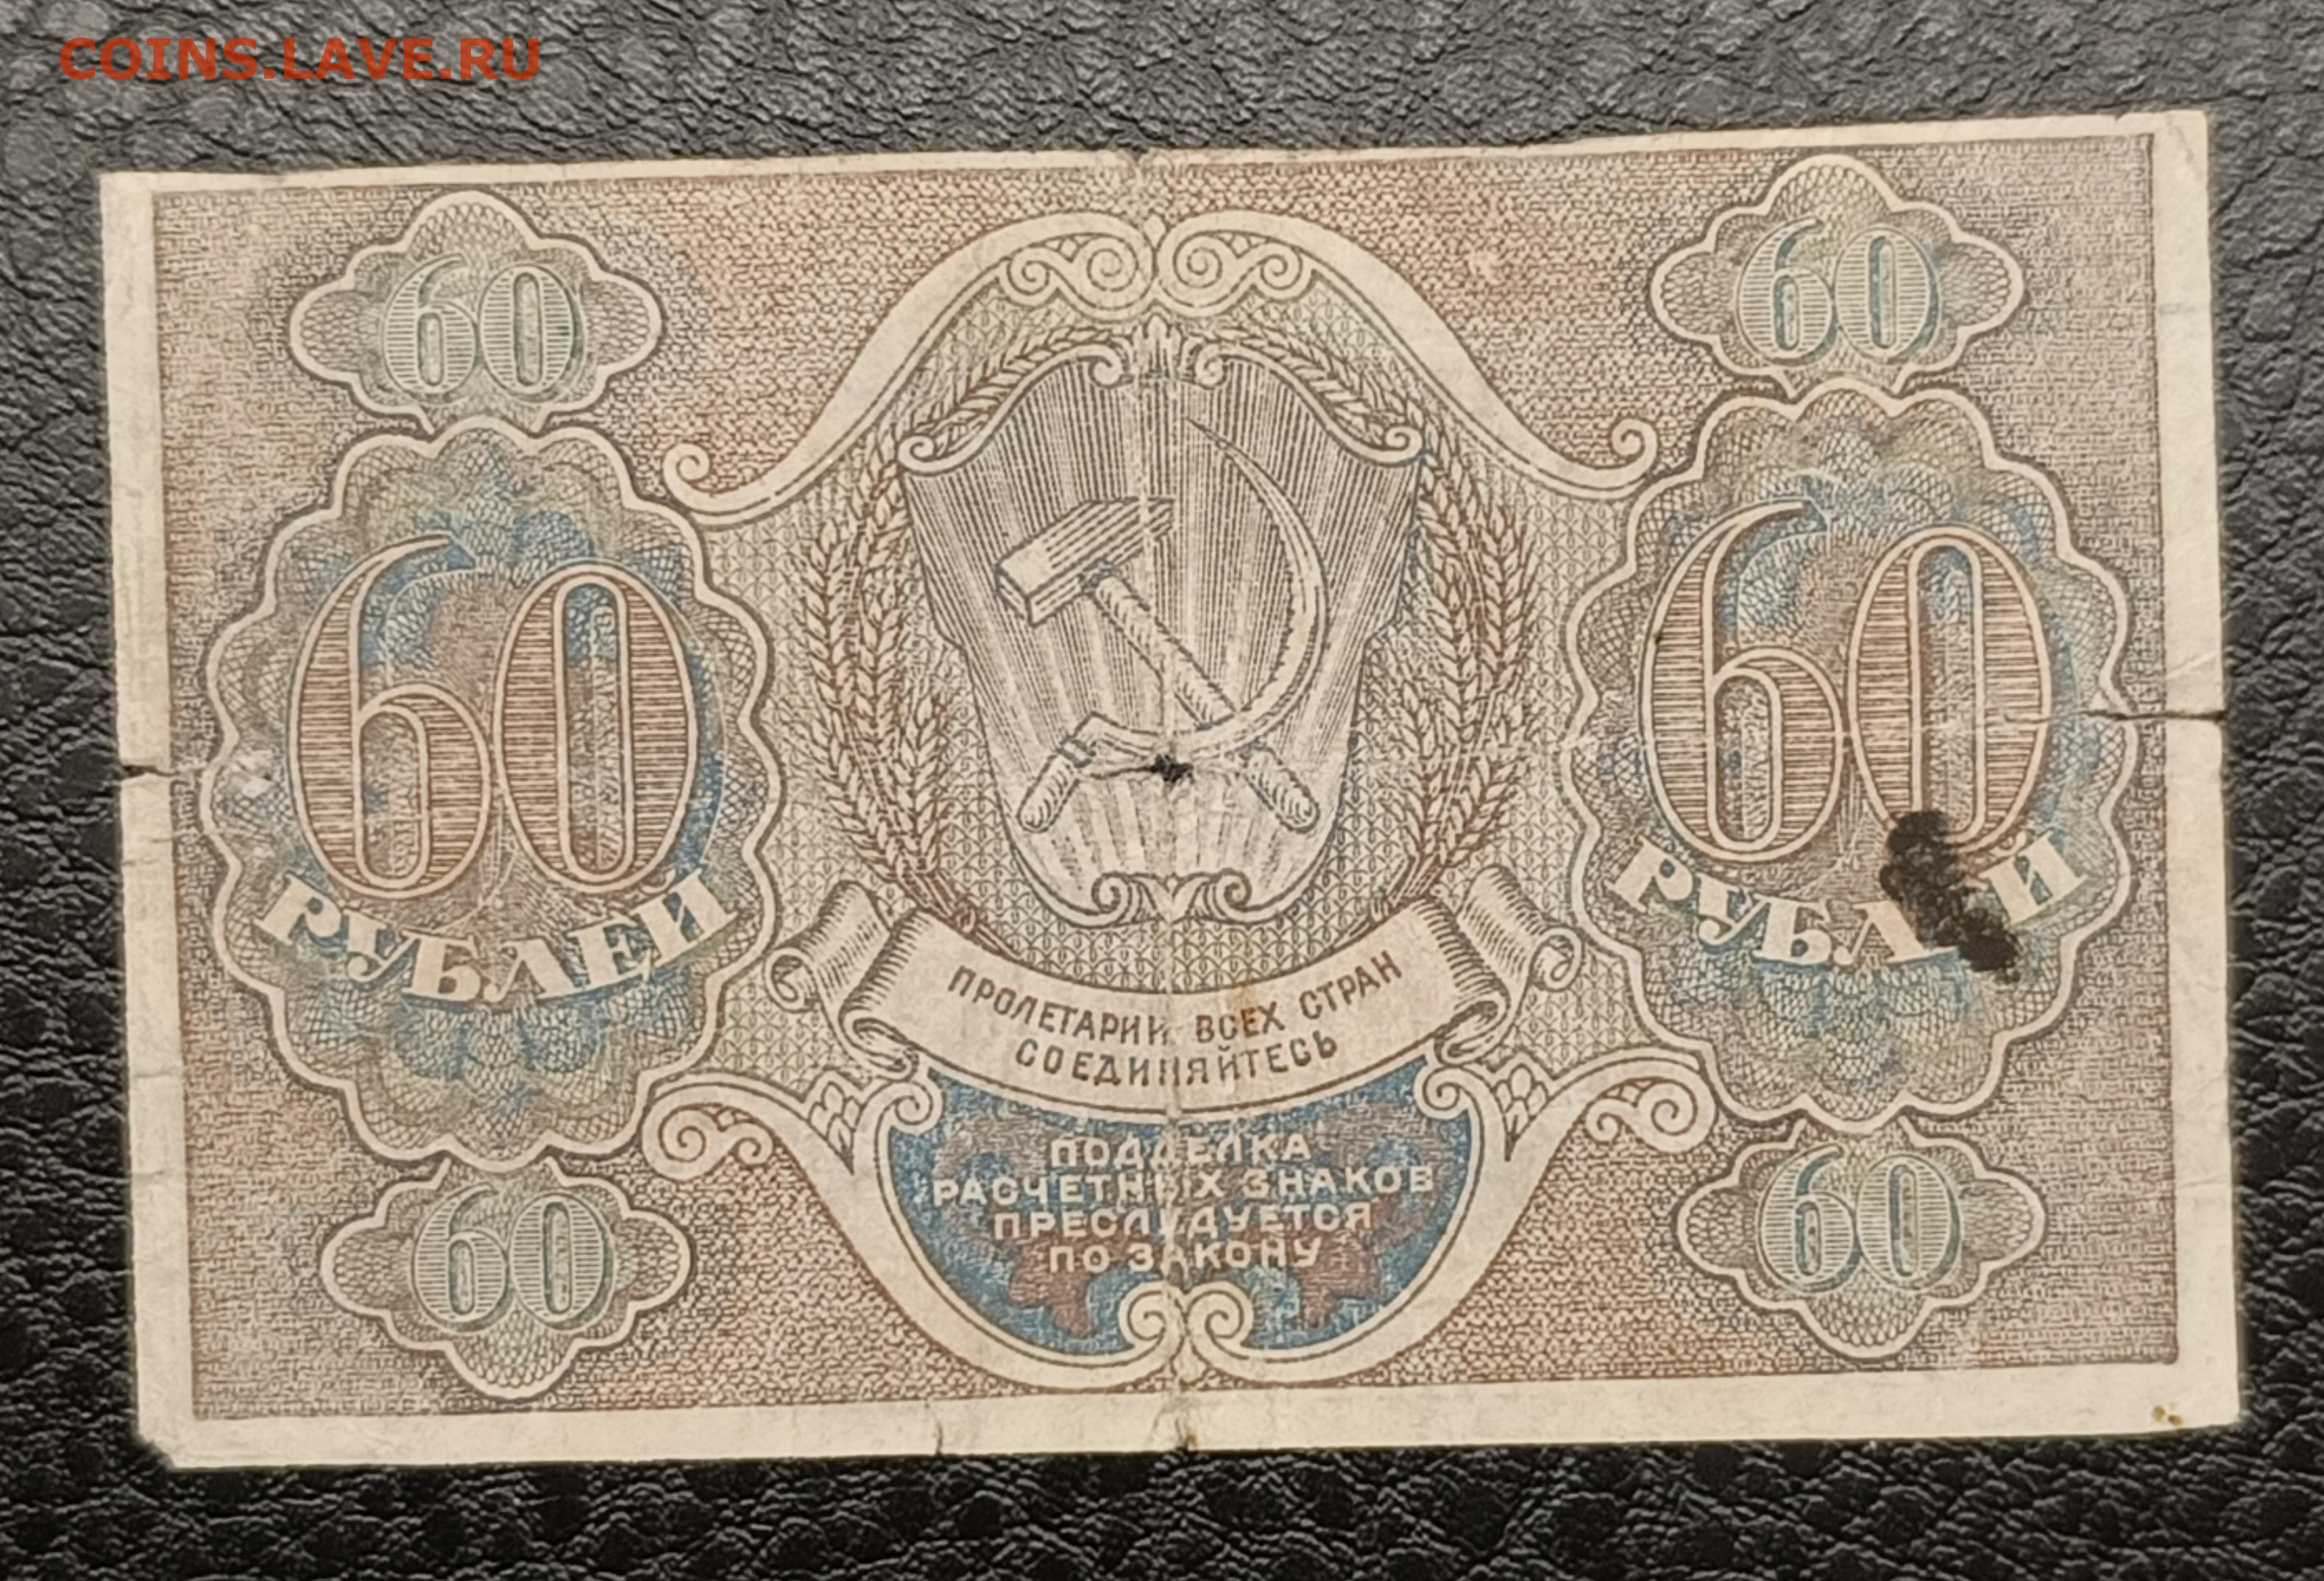 COINS.LAVE.RU
60
60
60
60
РУБЛЕЙ
РУБЛЕЙ
ПРОЛЕТАРИИ ВСЕХ СТРАН
СОЕДИНЯЙТЕСЬ
ПОДДЕЛКА
РАСЧЕТНЫХ ЗНАКОВ
ПРЕСЛѢДУЕТСЯ
ПО ЗАКОНУ
60
60